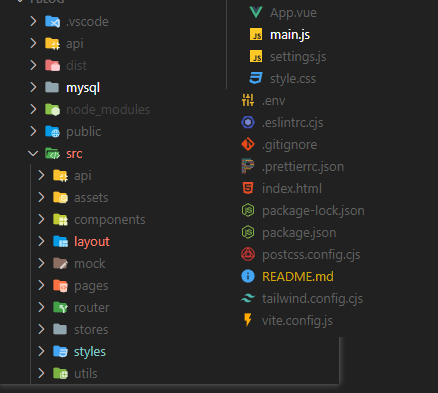 .vscode
api
dist
mysql
node_modules
public
src
api
assets
components
layout
mock
pages
router
stores
styles
utils
App.vue
JS main.js
JS settings.js
style.css
.env
.eslintrc.cjs
.gitignore
.prettierrc.json
index.html
package-lock.json
package.json
postcss.config.cjs
README.md
tailwind.config.cjs
vite.config.js